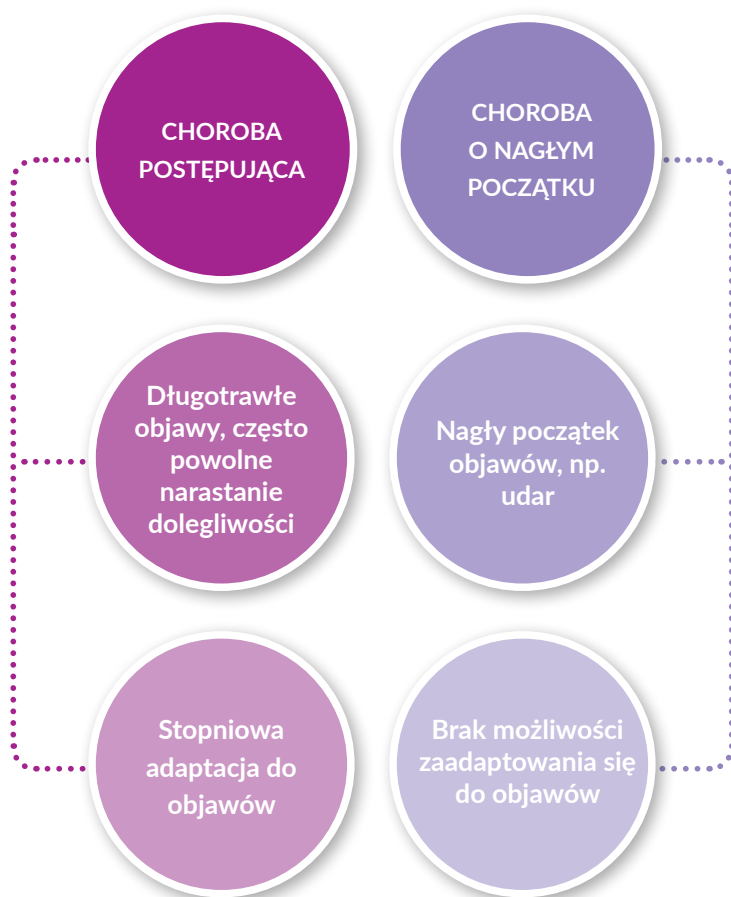 CHOROBA
POSTĘPUJĄCA
CHOROBA
O NAGŁYM
POCZĄTKU
Długotrawłe
objawy, często
powolne
narastanie
dolegliwości
Nagły początek
objawów, np.
udar
Stopniowa
adaptacja do
objawów
Brak możliwości
zaadaptowania się
do objawów